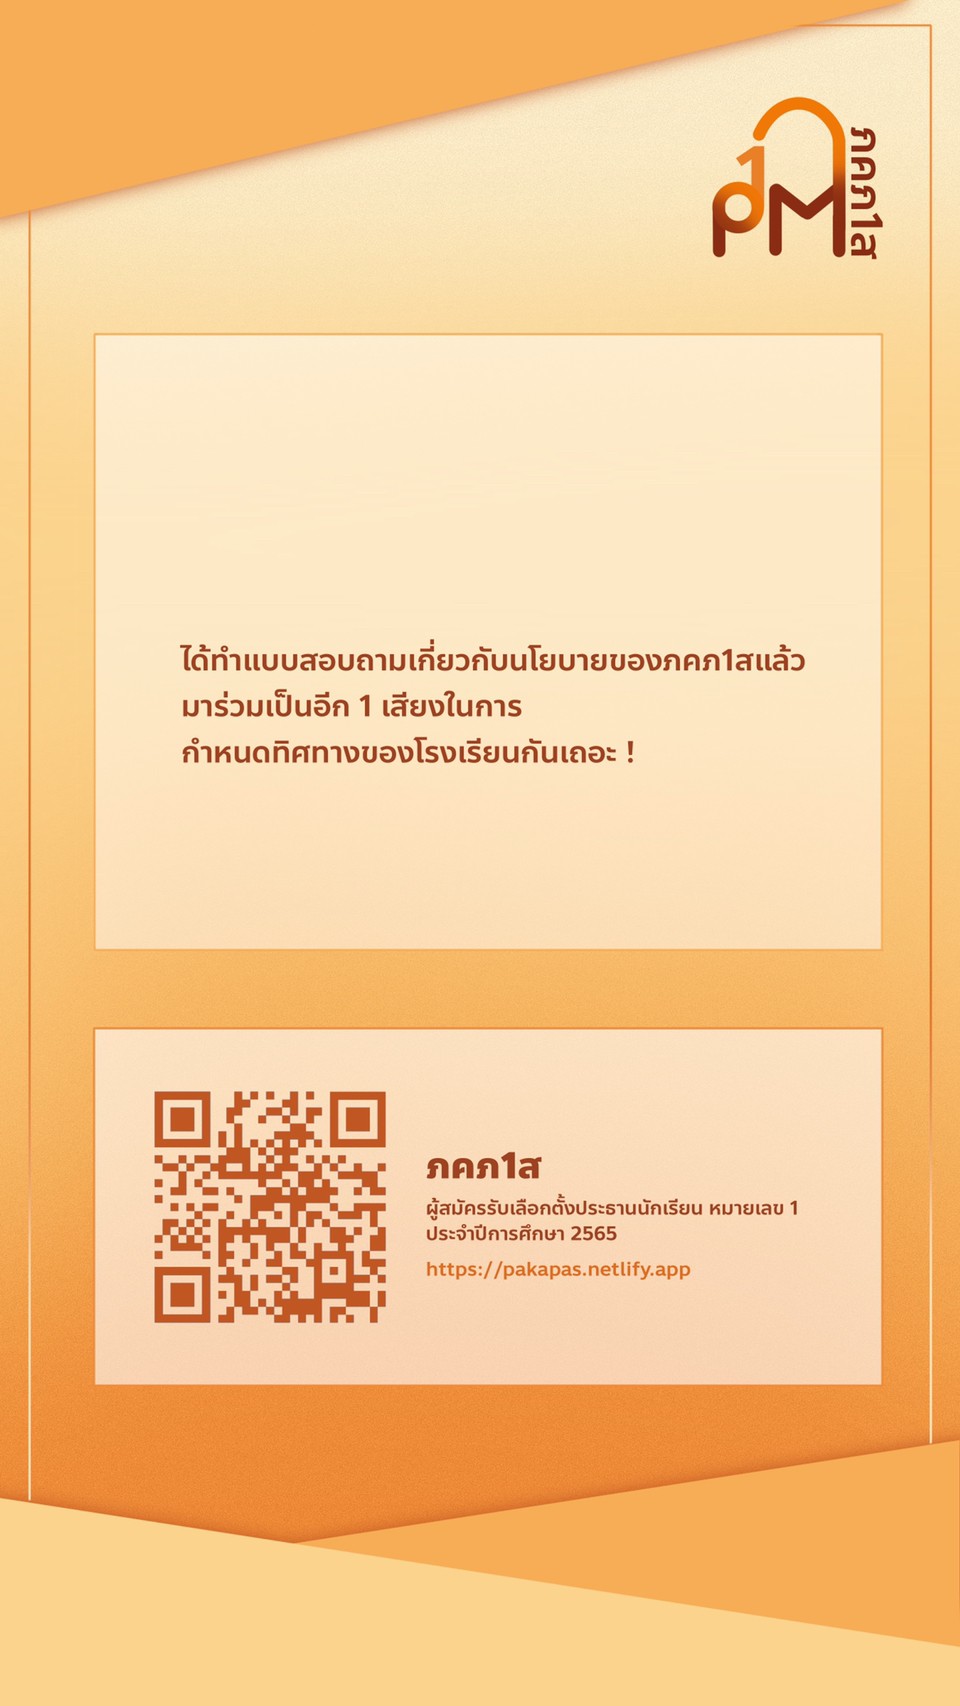 ภคภ1ส
ได้ทำแบบสอบถามเกี่ยวกับนโยบายของภคภ1สแล้ว
มาร่วมเป็นอีก 1 เสียงในการ
กำหนดทิศทางของโรงเรียนกันเถอะ !
ภคภ1ส
ผู้สมัครรับเลือกตั้งประธานนักเรียน หมายเลข 1
ประจำปีการศึกษา 2565
https://pakapas.netlify.app